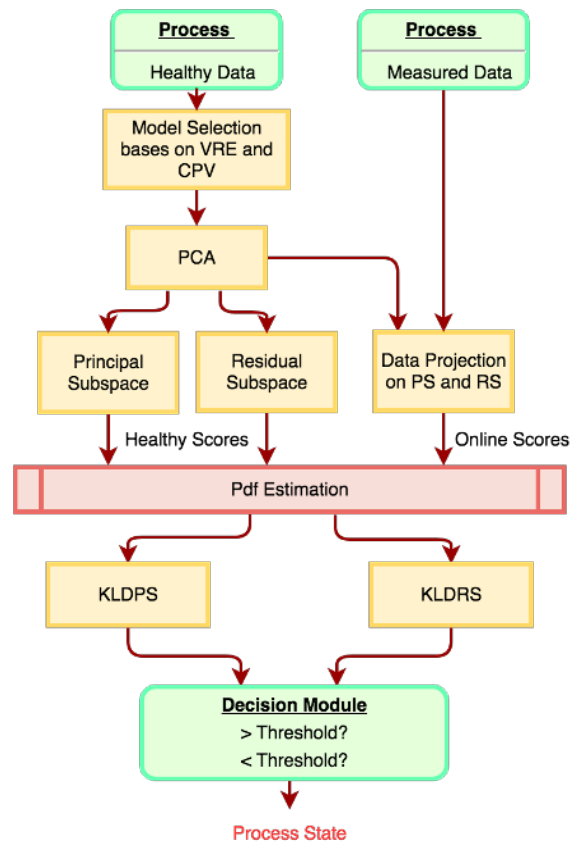 Process
Healthy Data
Process
Measured Data
Model Selection
bases on VRE and
CPV
PCA
Principal
Subspace
Residual
Subspace
Data Projection
on PS and RS
Healthy Scores
Online Scores
Pdf Estimation
KLDPS
KLDRS
Decision Module
> Threshold?
< Threshold?
Process State